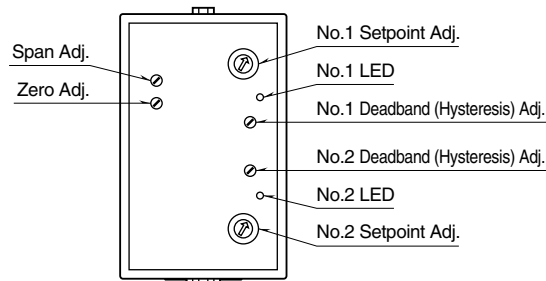 Span Adj.
Zero Adj.
No.1 Setpoint Adj.
No.1 LED
No.1 Deadband (Hysteresis) Adj.
No.2 Deadband (Hysteresis) Adj.
No.2 LED
No.2 Setpoint Adj.